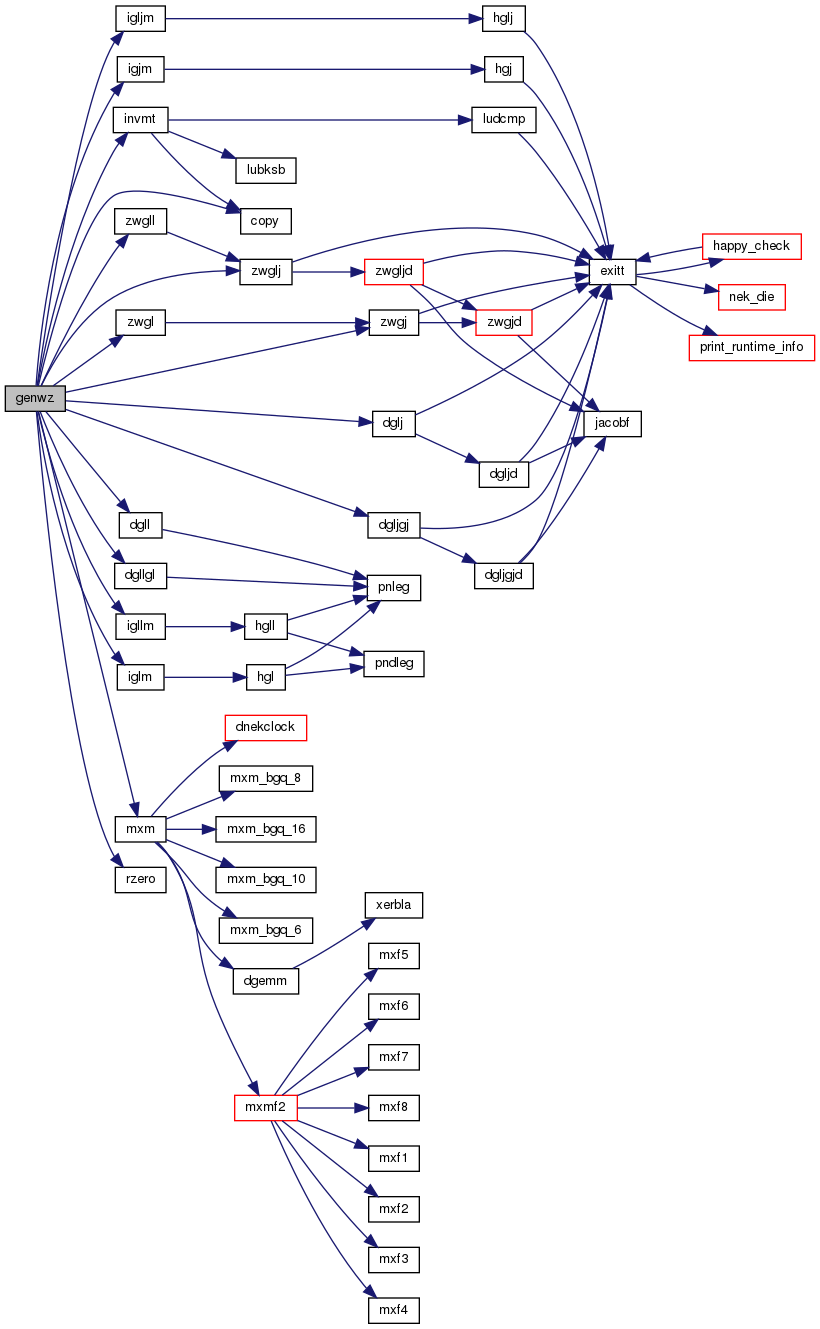 igljm
hglj
igjm
hgj
invmt
ludcmp
lubksb
zwgll
copy
happy_check
zwglj
zwgljd
exitt
nek_die
zwgl
zwgj
zwgjd
print_runtime_info
genwz
dglj
jacobf
dgljd
dgll
dgljgj
dgllgl
dgljgjd
pnleg
igllm
hgll
pndleg
iglm
hgl
dnekclock
mxm_bgq_8
mxm
mxm_bgq_16
rzero
mxm_bgq_10
xerbla
mxm_bgq_6
mxf5
dgemm
mxf6
mxf7
mxmf2
mxf8
mxf1
mxf2
mxf3
mxf4